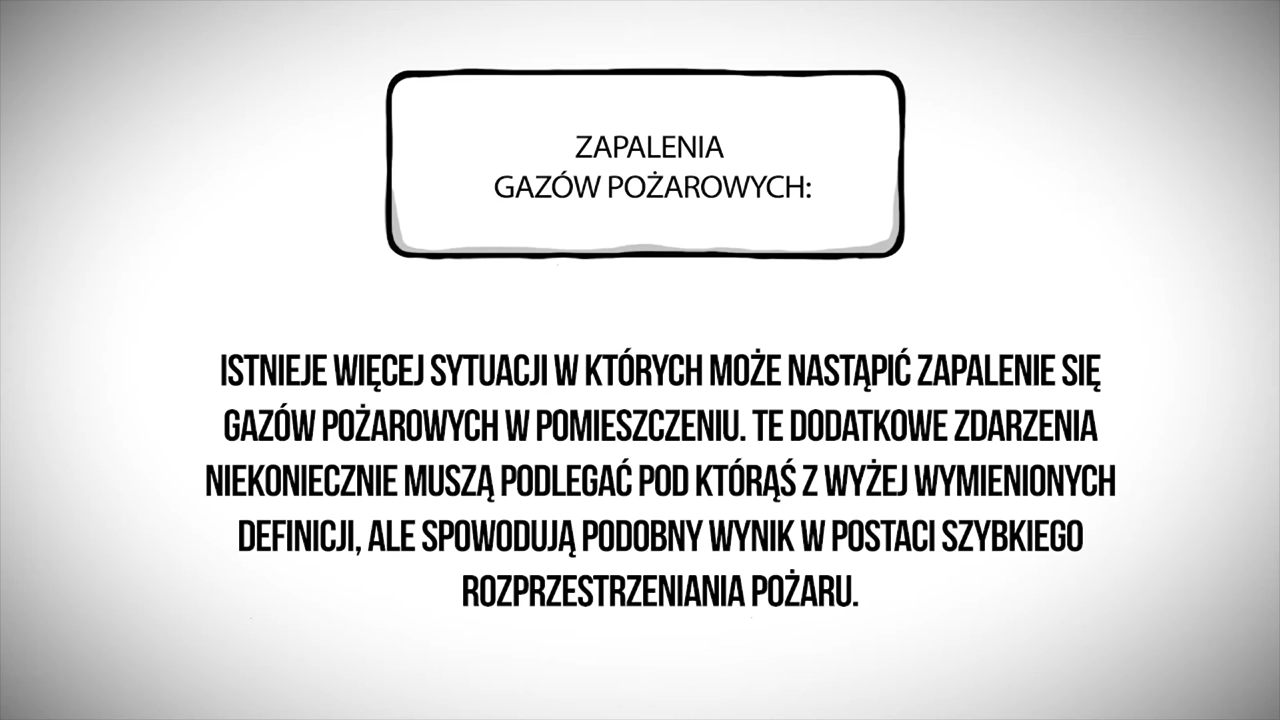 ZAPALENIA
GAZÓW POŻAROWYCH:
ISTNIEJE WIĘCEJ SYTUACJI W KTÓRYCH MOŻE NASTĄPIĆ ZAPALENIE SIĘ
GAZÓW POŻAROWYCH W POMIESZCZENIU. TE DODATKOWE ZDARZENIA
NIEKONIECZNIE MUSZĄ PODLEGAĆ POD KTÓRĄŚ Z WYŻEJ WYMIENIONYCH
DEFINICJI, ALE SPOWODUJĄ PODOBNY WYNIK W POSTACI SZYBKIEGO
ROZPRZESTRZENIANIA POŻARU.